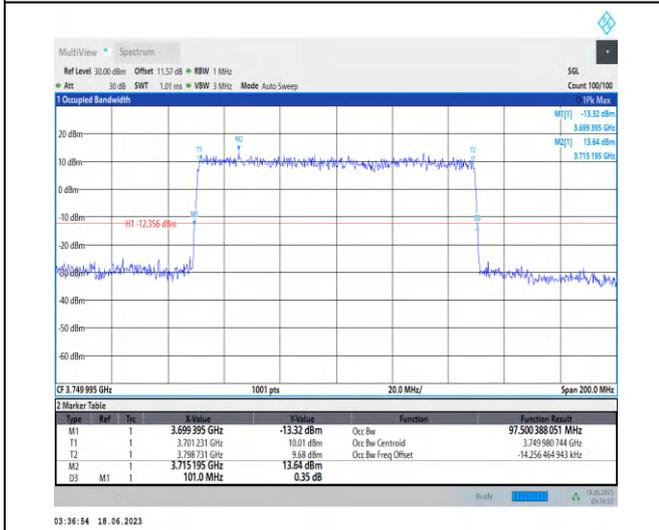 MultiView Spectrum
Ref Level 30.00 dBm Offset 11.57 dB RBW 1 MHz SGL
Att 30 dB SWT 1.01 ms VBW 3 MHz Mode Auto Sweep Count 100/100
1 Occupied Bandwidth 1Pk Max
M1[1] -13.32 dBm
3.699 395 GHz
M2[1] 13.64 dBm
3.715 195 GHz
20 dBm
M2
T1 T2
10 dBm
0 dBm
-10 dBm
M1
H1 -12.356 dBm
-20 dBm
-30 dBm
-40 dBm
-50 dBm
-60 dBm
CF 3.749 995 GHz 1001 pts 20.0 MHz/ Span 200.0 MHz
2 Marker Table
Type Ref Trc X-Value Y-Value Function Function Result
M1 1 3.699 395 GHz -13.32 dBm Occ Bw 97.500 388 051 MHz
T1 1 3.701 231 GHz 10.01 dBm Occ Bw Centroid 3.749 980 744 GHz
T2 1 3.798 731 GHz 9.68 dBm Occ Bw Freq Offset -14.256 464 943 kHz
M2 1 3.715 195 GHz 13.64 dBm
D3 M1 1 101.0 MHz 0.35 dB
Ready 18.06.2023
03:36:53
03:36:54 18.06.2023